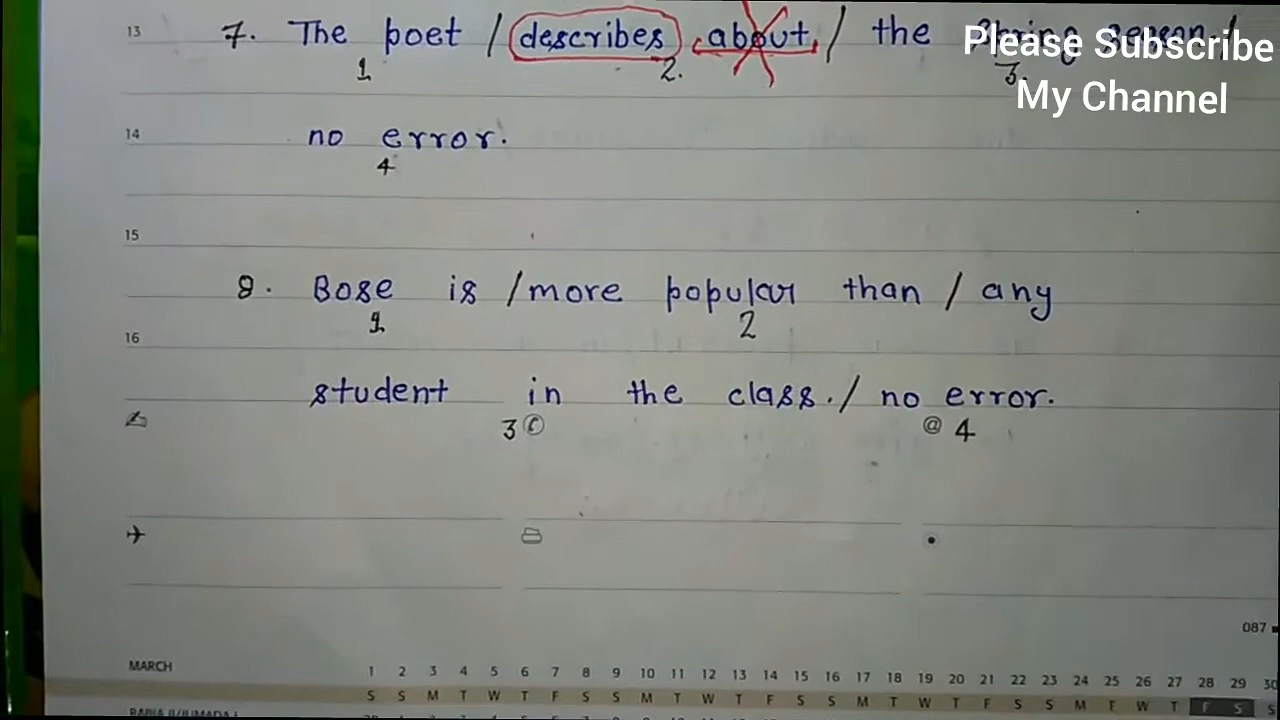 13 7. The poet / describes about / the spring season. /
1 2. 3.
Please Subscribe
My Channel
14 no error.
4
15
8. Bose is / more popular than / any
1 2
16
student in the class. / no error.
3 © @ 4
087
MARCH 1 2 3 4 5 6 7 8 9 10 11 12 13 14 15 16 17 18 19 20 21 22 23 24 25 26 27 28 29 30
S S M T W T F S S M T W T F S S M T W T F S S M T W T F S S